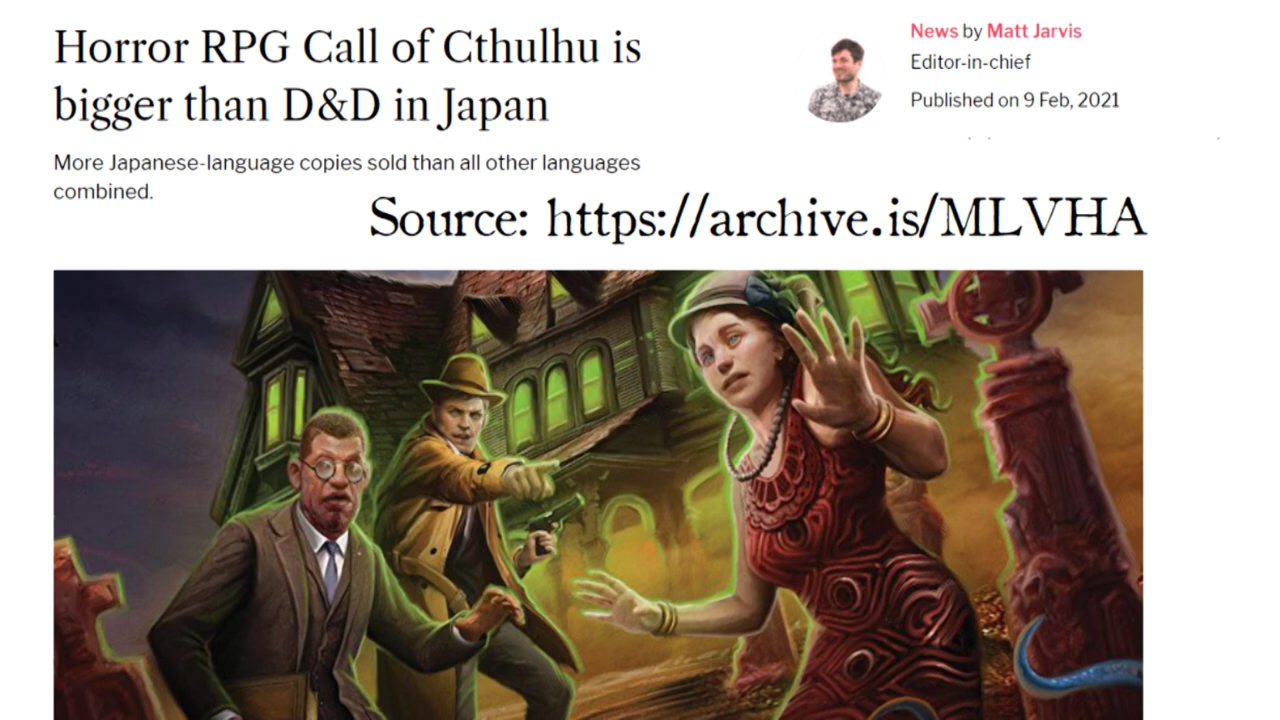 Horror RPG Call of Cthulhu is
bigger than D&D in Japan
More Japanese-language copies sold than all other languages
combined.
News by Matt Jarvis
Editor-in-chief
Published on 9 Feb, 2021
Source: https://archive.is/MLVHA